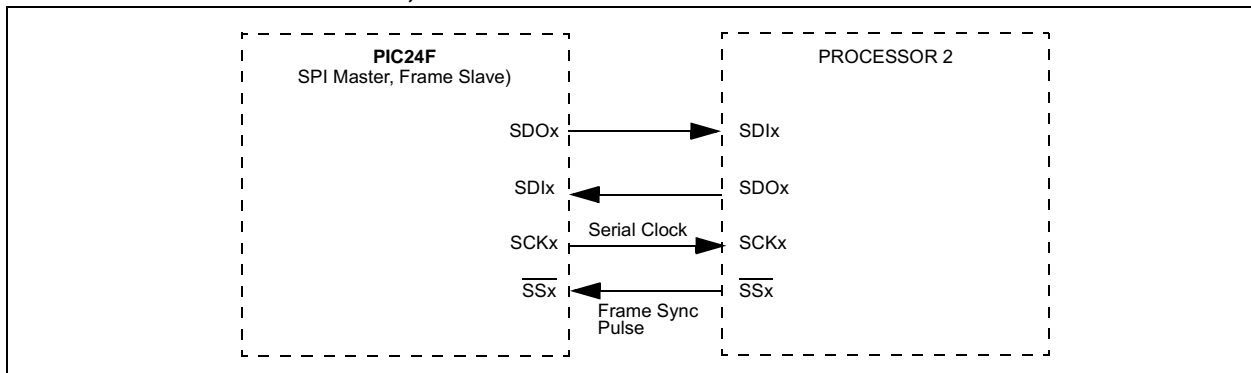 PIC24F
SPI Master, Frame Slave)
PROCESSOR 2
SDOx
SDIx
SDIx
SDOx
SCKx
Serial Clock
SCKx
SSx
Frame Sync
Pulse
SSx